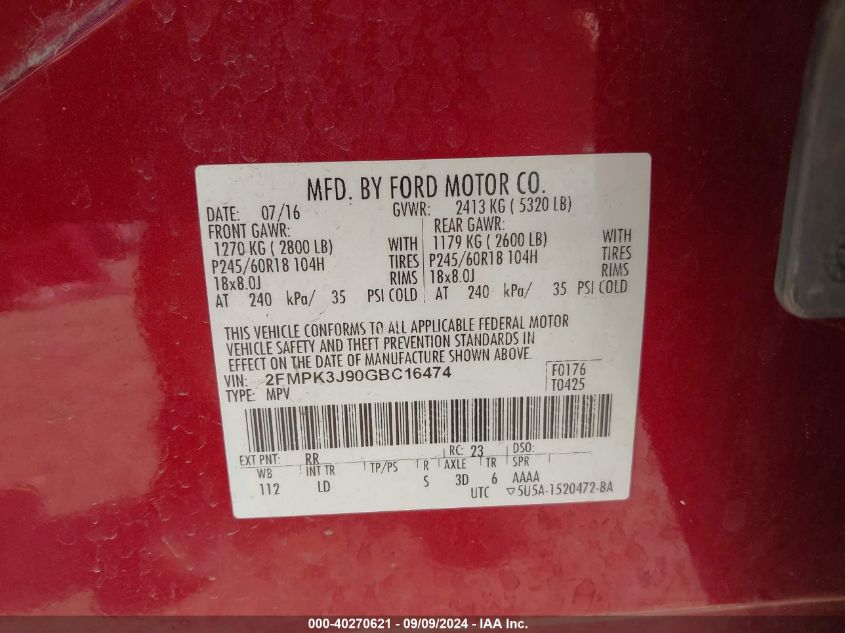 MFD. BY FORD MOTOR CO.
DATE: 07/16 GVWR: 2413 KG ( 5320 LB)
FRONT GAWR: REAR GAWR:
1270 KG ( 2800 LB) WITH 1179 KG ( 2600 LB) WITH
P245/60R18 104H TIRES P245/60R18 104H TIRES
18x8.0J RIMS 18x8.0J RIMS
AT 240 kPa/ 35 PSI COLD AT 240 kPa/ 35 PSI COLD
THIS VEHICLE CONFORMS TO ALL APPLICABLE FEDERAL MOTOR
VEHICLE SAFETY AND THEFT PREVENTION STANDARDS IN
EFFECT ON THE DATE OF MANUFACTURE SHOWN ABOVE.
VIN: 2FMPK3J90GBC16474 F0176
TYPE: MPV T0425
EXT PNT: RR RC: 23 DSO:
WB INT TR TP/PS R AXLE TR SPR
112 LD S 3D 6 AAAA
UTC ▽5U5A-1520472-BA
000-40270621 - 09/09/2024 - IAA Inc.